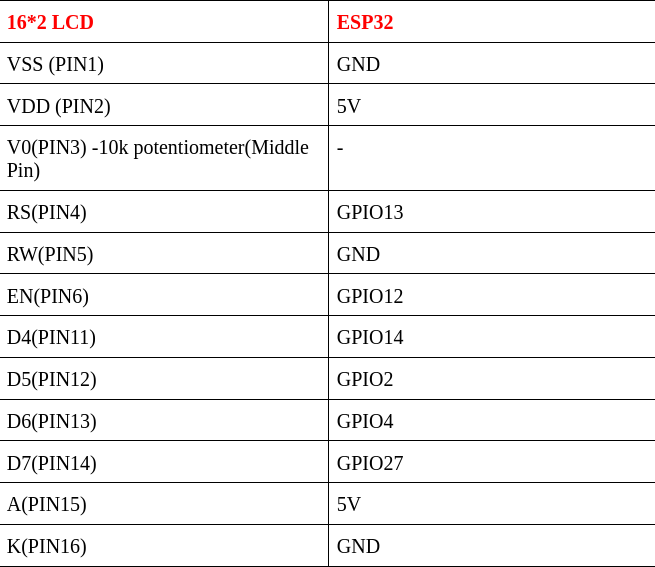 16*2 LCD ESP32
VSS (PIN1) GND
VDD (PIN2) 5V
V0(PIN3) -10k potentiometer(Middle -
Pin)
RS(PIN4) GPIO13
RW(PIN5) GND
EN(PIN6) GPIO12
D4(PIN11) GPIO14
D5(PIN12) GPIO2
D6(PIN13) GPIO4
D7(PIN14) GPIO27
A(PIN15) 5V
K(PIN16) GND